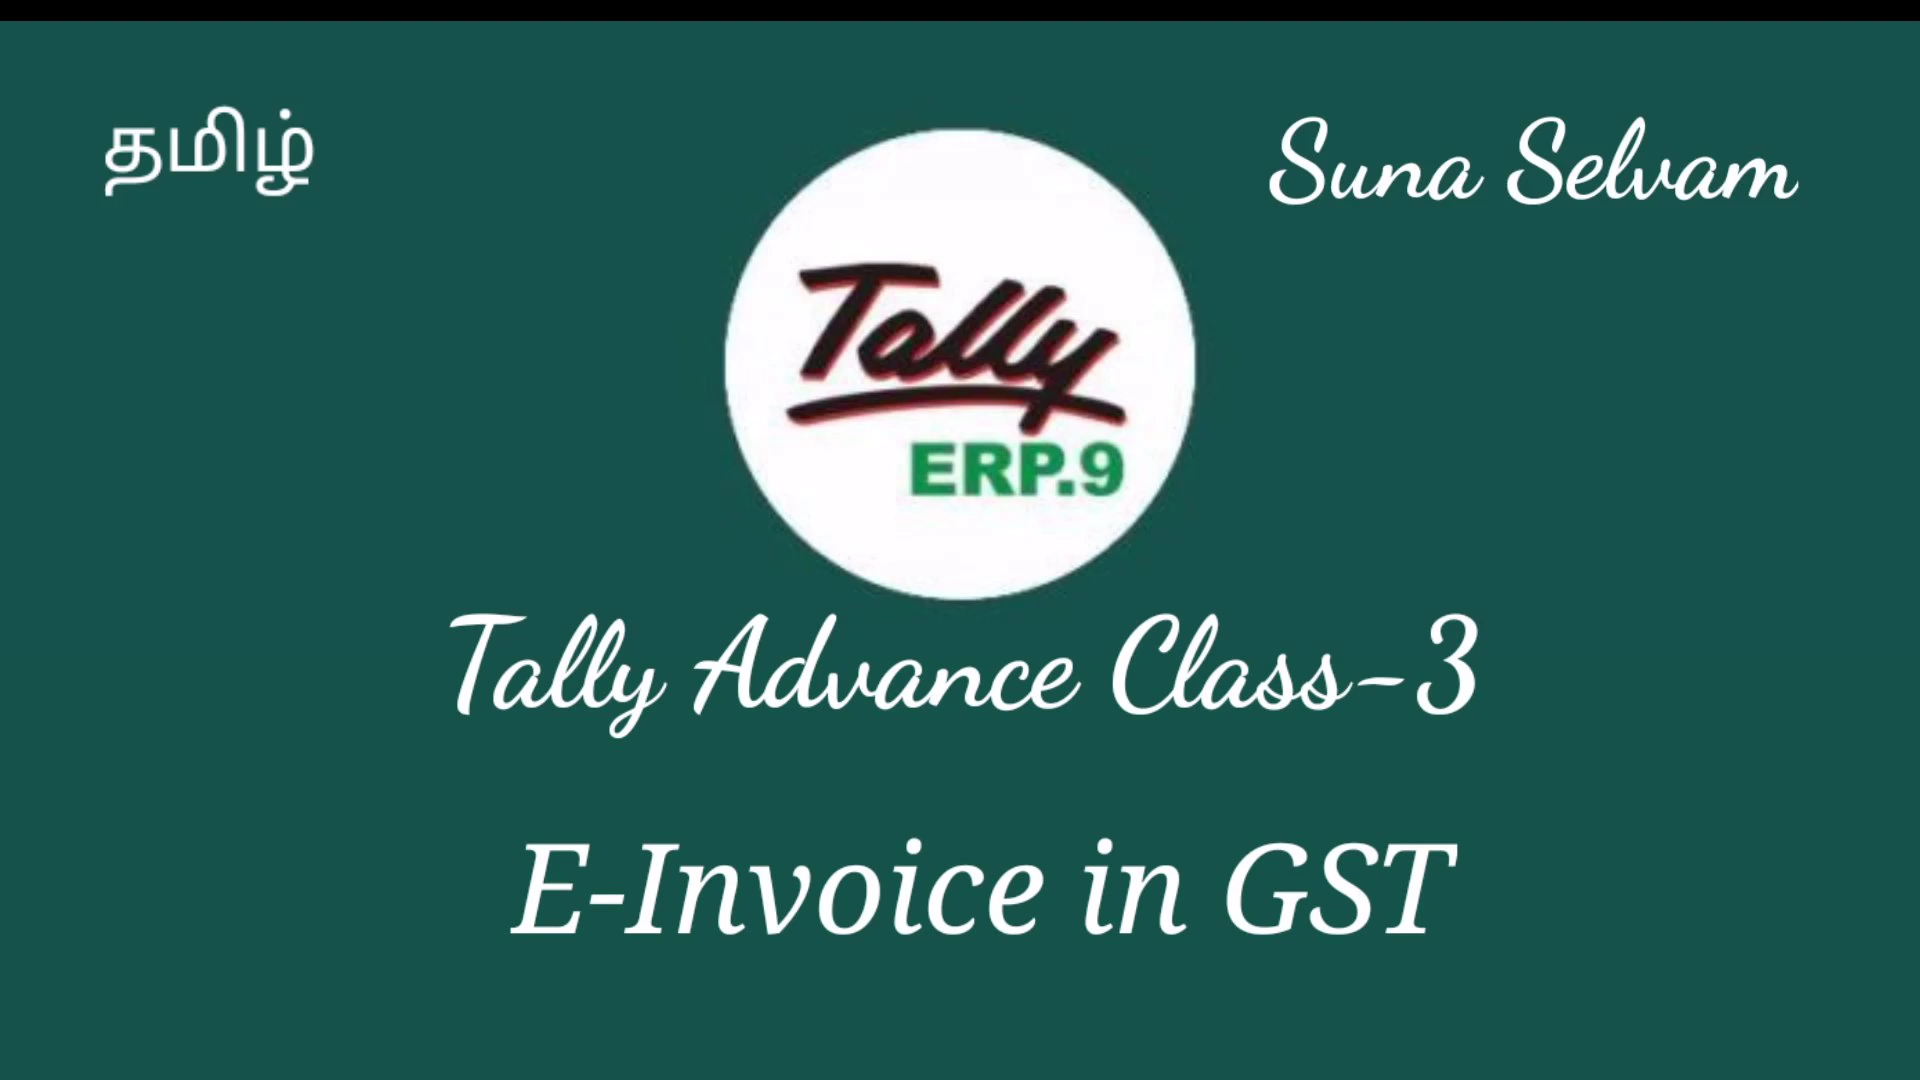 தமிழ்
Suna Selvam
Tally
ERP.9
Tally Advance Class-3
E-Invoice in GST